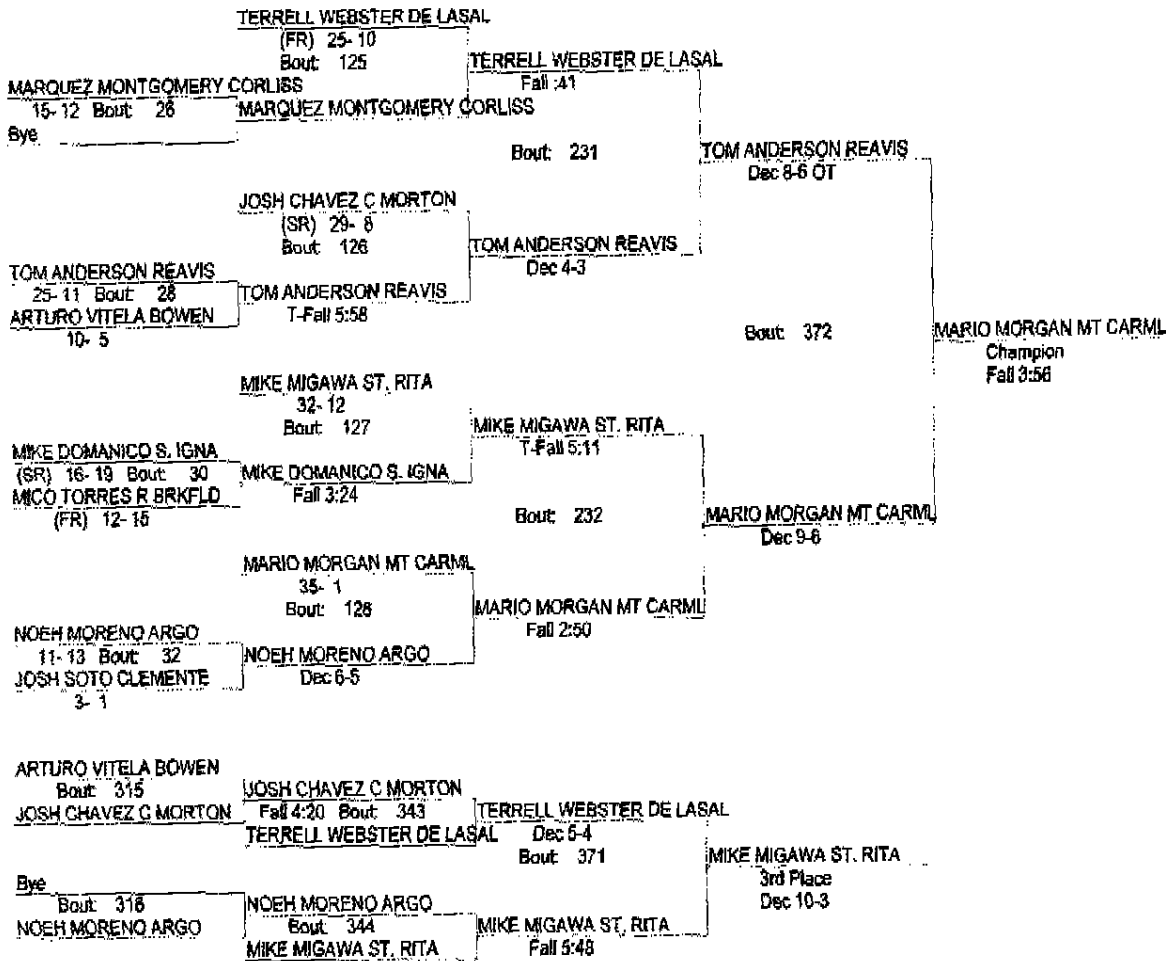 TERRELL WEBSTER DE LASAL
(FR) 25- 10
Bout: 125
TERRELL WEBSTER DE LASAL
Fall :41
MARQUEZ MONTGOMERY CORLISS
15- 12 Bout: 26
MARQUEZ MONTGOMERY CORLISS
Bye
Bout: 231
TOM ANDERSON REAVIS
Dec 8-6 OT
JOSH CHAVEZ C MORTON
(SR) 29- 8
Bout: 126
TOM ANDERSON REAVIS
Dec 4-3
TOM ANDERSON REAVIS
25- 11 Bout: 28
TOM ANDERSON REAVIS
T-Fall 5:58
ARTURO VITELA BOWEN
10- 5
Bout: 372
MARIO MORGAN MT CARML
Champion
Fall 3:56
MIKE MIGAWA ST. RITA
32- 12
Bout: 127
MIKE MIGAWA ST. RITA
T-Fall 5:11
MIKE DOMANICO S. IGNA
(SR) 16- 19 Bout: 30
MIKE DOMANICO S. IGNA
Fall 3:24
MICO TORRES R BRKFLD
(FR) 12- 15
Bout: 232
MARIO MORGAN MT CARML
Dec 9-6
MARIO MORGAN MT CARML
35- 1
Bout: 128
MARIO MORGAN MT CARML
Fall 2:50
NOEH MORENO ARGO
11- 13 Bout: 32
NOEH MORENO ARGO
Dec 6-5
JOSH SOTO CLEMENTE
3- 1
ARTURO VITELA BOWEN
Bout: 315
JOSH CHAVEZ C MORTON
JOSH CHAVEZ C MORTON
Fall 4:20 Bout: 343
TERRELL WEBSTER DE LASAL
TERRELL WEBSTER DE LASAL
Dec 5-4
Bout: 371
MIKE MIGAWA ST. RITA
3rd Place
Dec 10-3
Bye
Bout: 316
NOEH MORENO ARGO
NOEH MORENO ARGO
Bout: 344
MIKE MIGAWA ST. RITA
MIKE MIGAWA ST. RITA
Fall 5:48